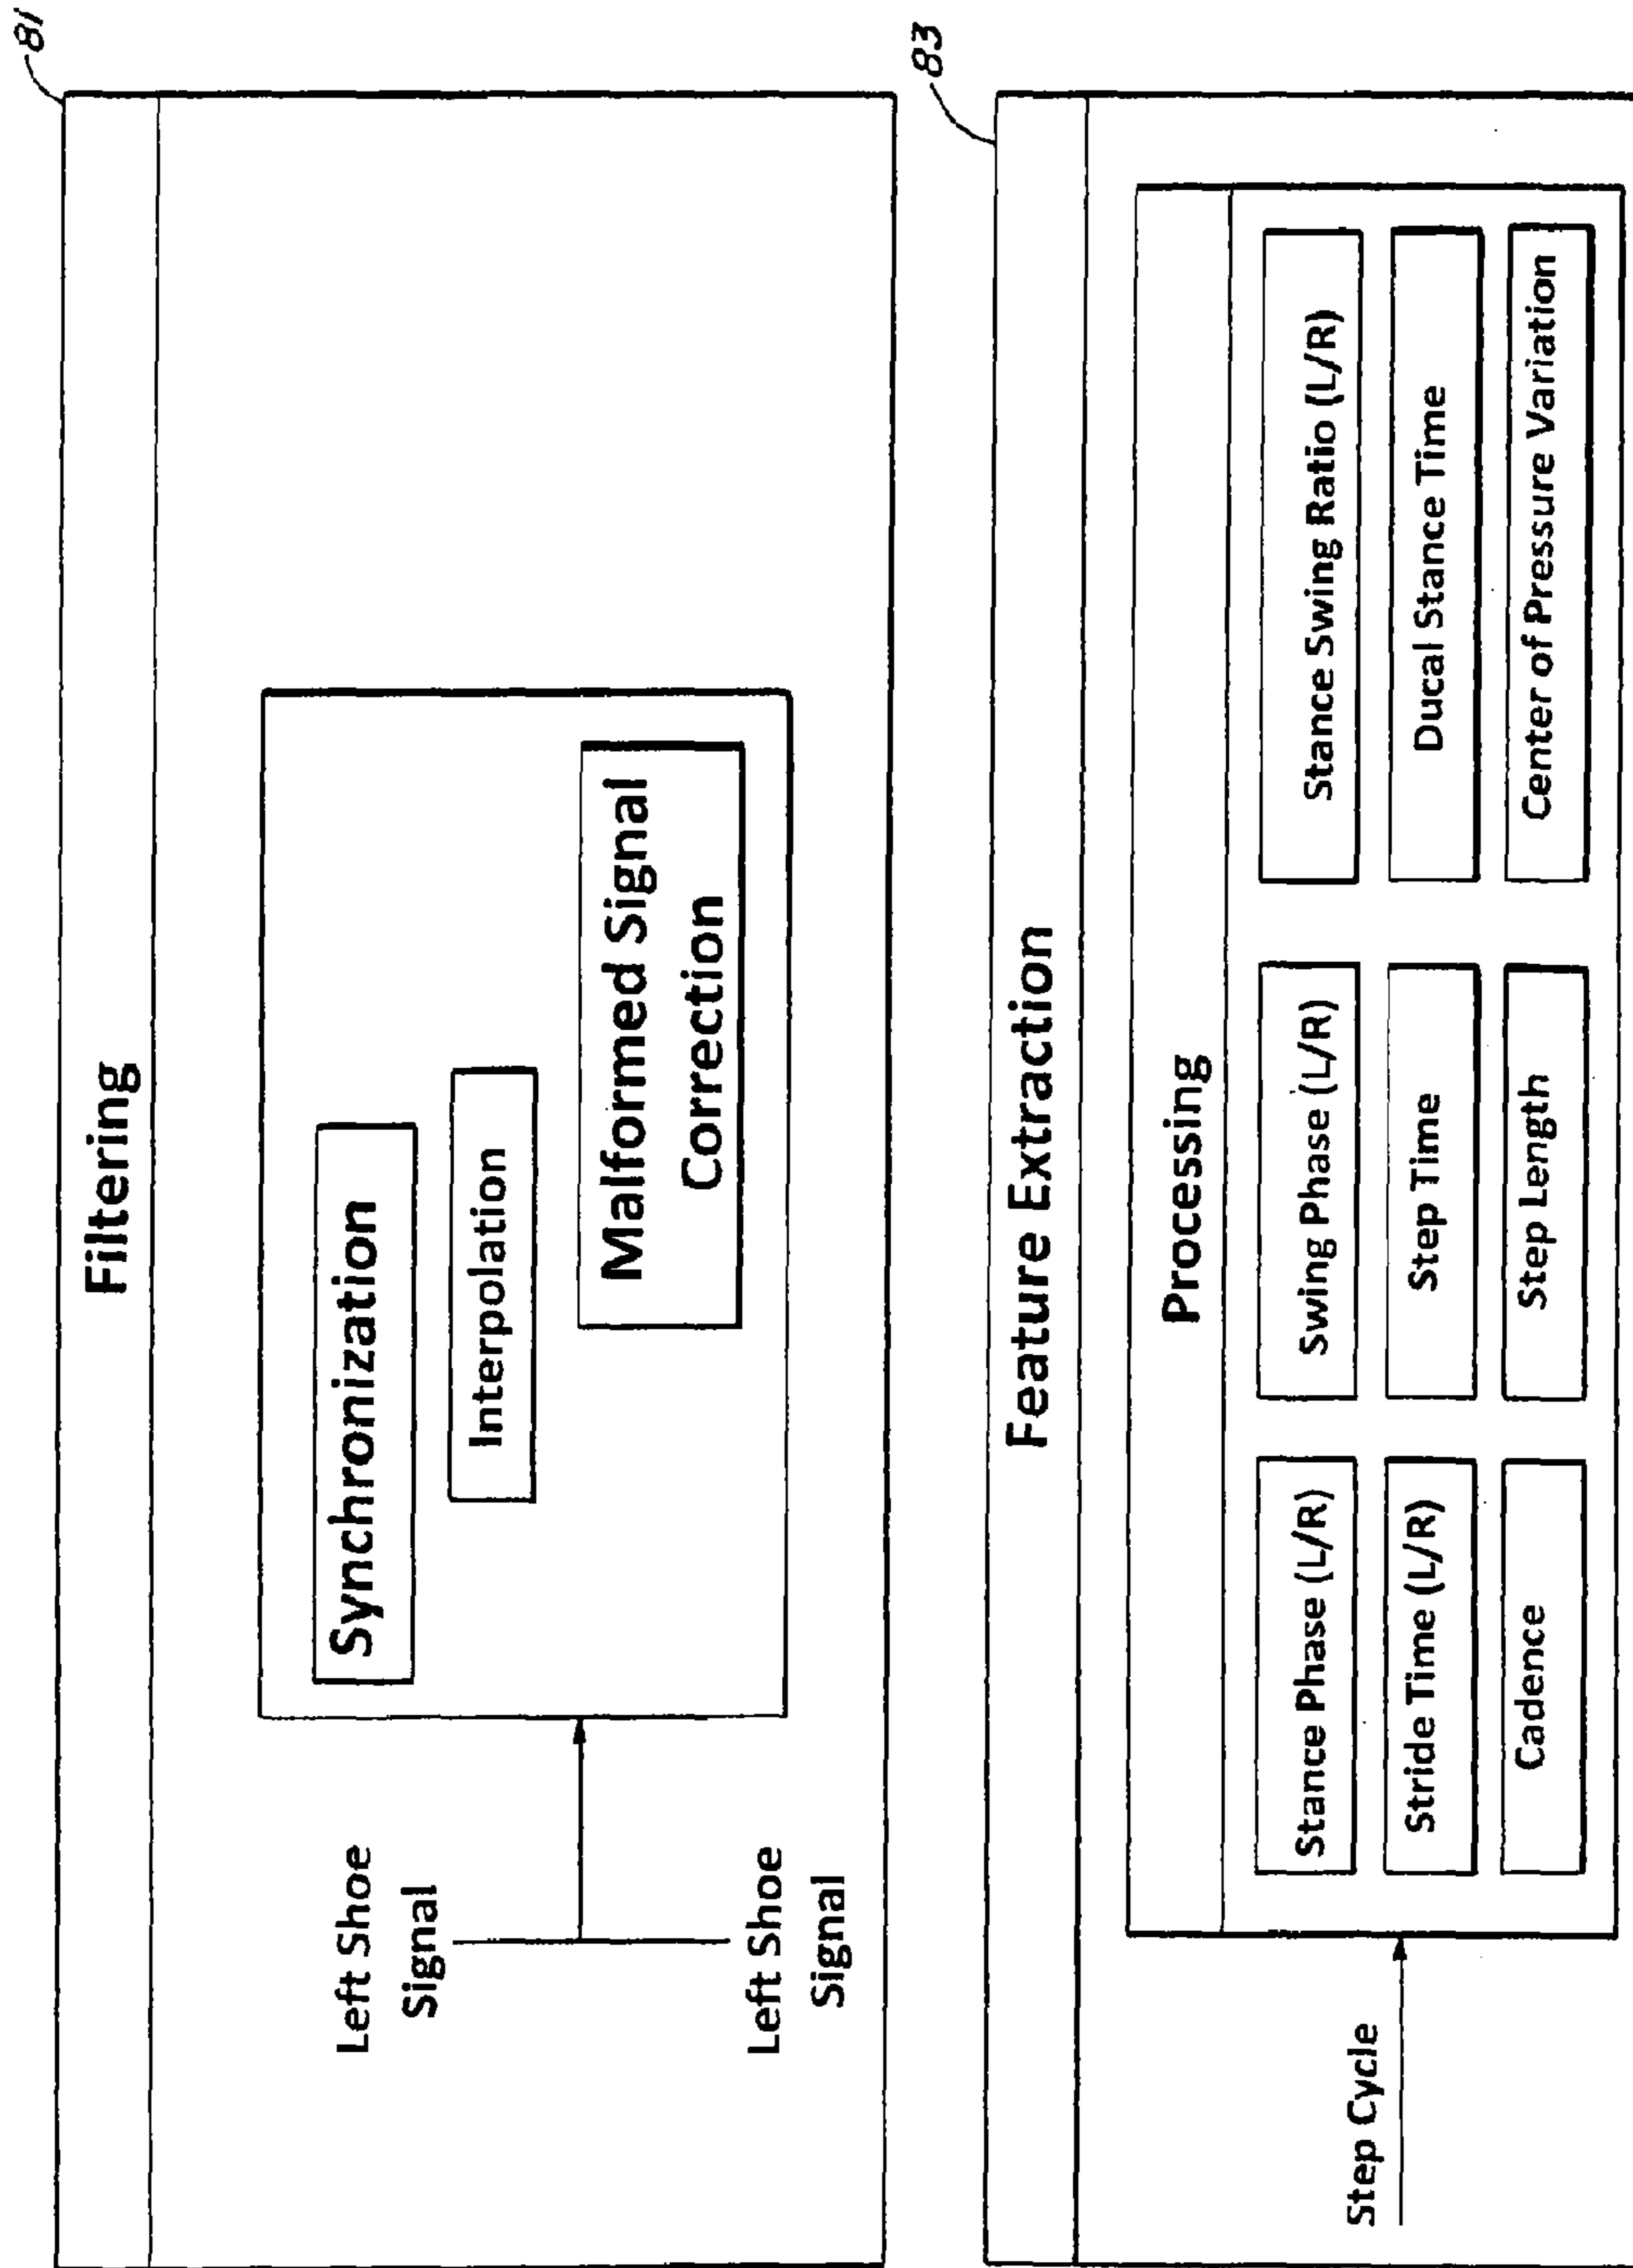 81
Filtering
Left Shoe
Signal
Left Shoe
Signal
Synchronization
Interpolation
Malformed Signal
Correction
83
Feature Extraction
Step Cycle
Processing
Stance Phase (L/R)
Swing Phase (L/R)
Stance Swing Ratio (L/R)
Stride Time (L/R)
Step Time
Ducal Stance Time
Cadence
Step Length
Center of Pressure Variation